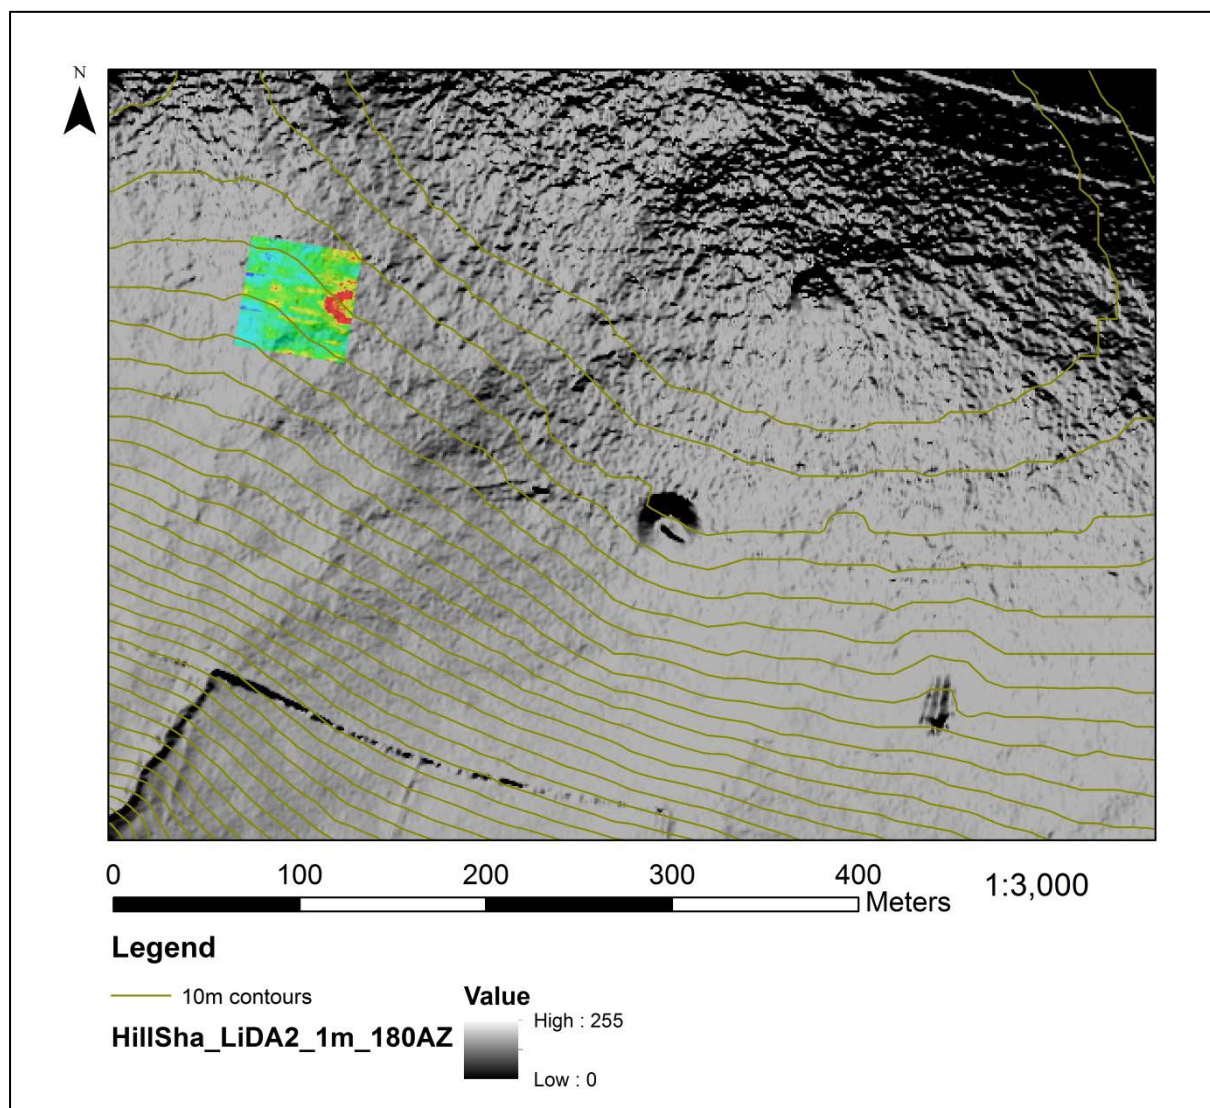 N
0 100 200 300 400
Meters 1:3,000
Legend
10m contours
Value
HillSha_LiDA2_1m_180AZ
High : 255
Low : 0